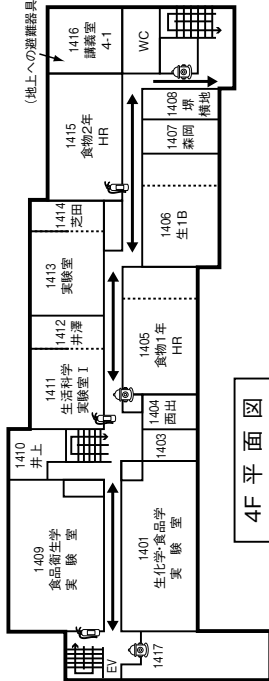 (地上への避難器具
1416
講義室
4-1
WC
1415
食物2年
HR
1408
堺
横地
1407
森岡
1414
芝田
1406
生1B
1413
実験室
1412
井澤
1405
食物1年
HR
1411
生活科学
実験室Ⅰ
1404
西出
1410
井上
1403
1409
食品衛生学
実験室
1401
生化学・食品学
実験室
EV
1417
4F平面図